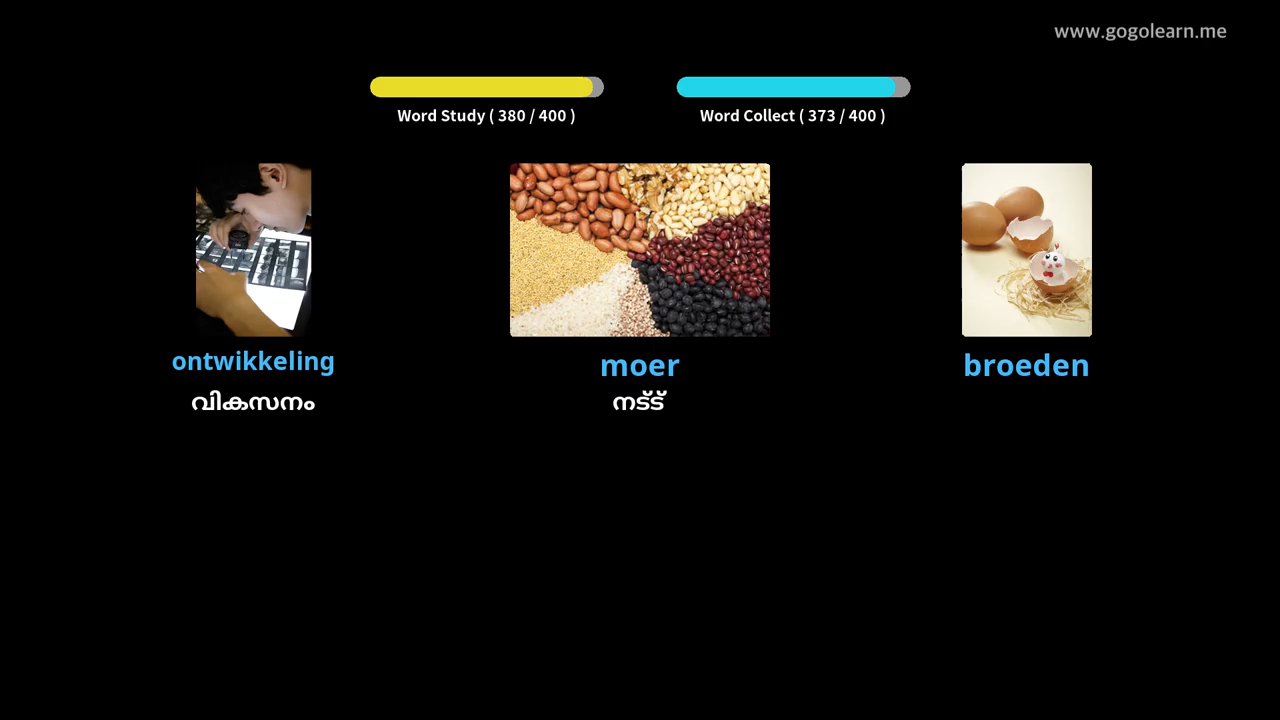 www.gogolearn.me
Word Study ( 380 / 400 )
Word Collect ( 373 / 400 )
ontwikkeling
moer
broeden
വികസനം
നട്ട്